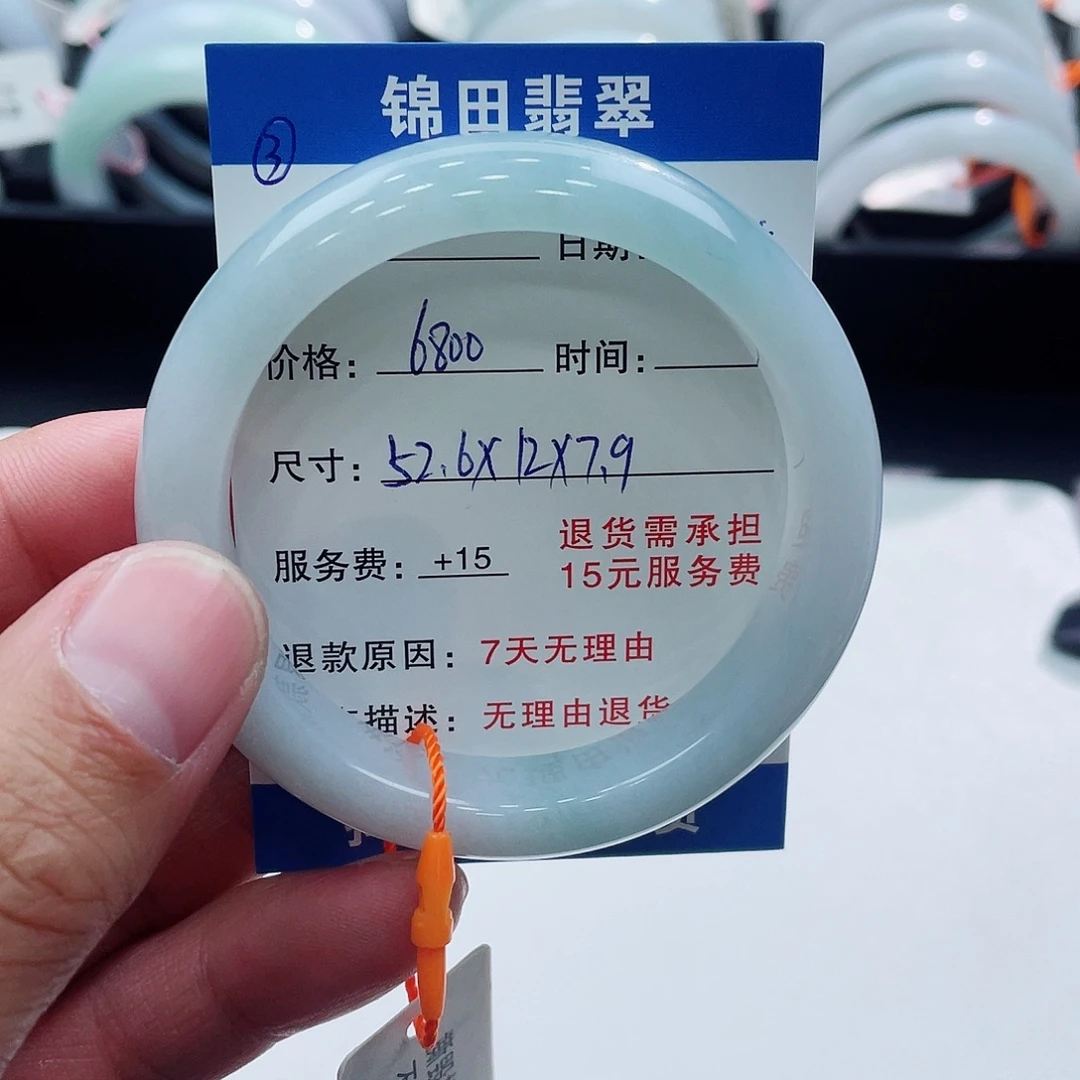 锦田翡翠
③
日期:
价格: 6800 时间:
尺寸: 52.6X12X7.9
服务费: +15
退货需承担
15元服务费
退款原因: 7天无理由
描述: 无理由退货